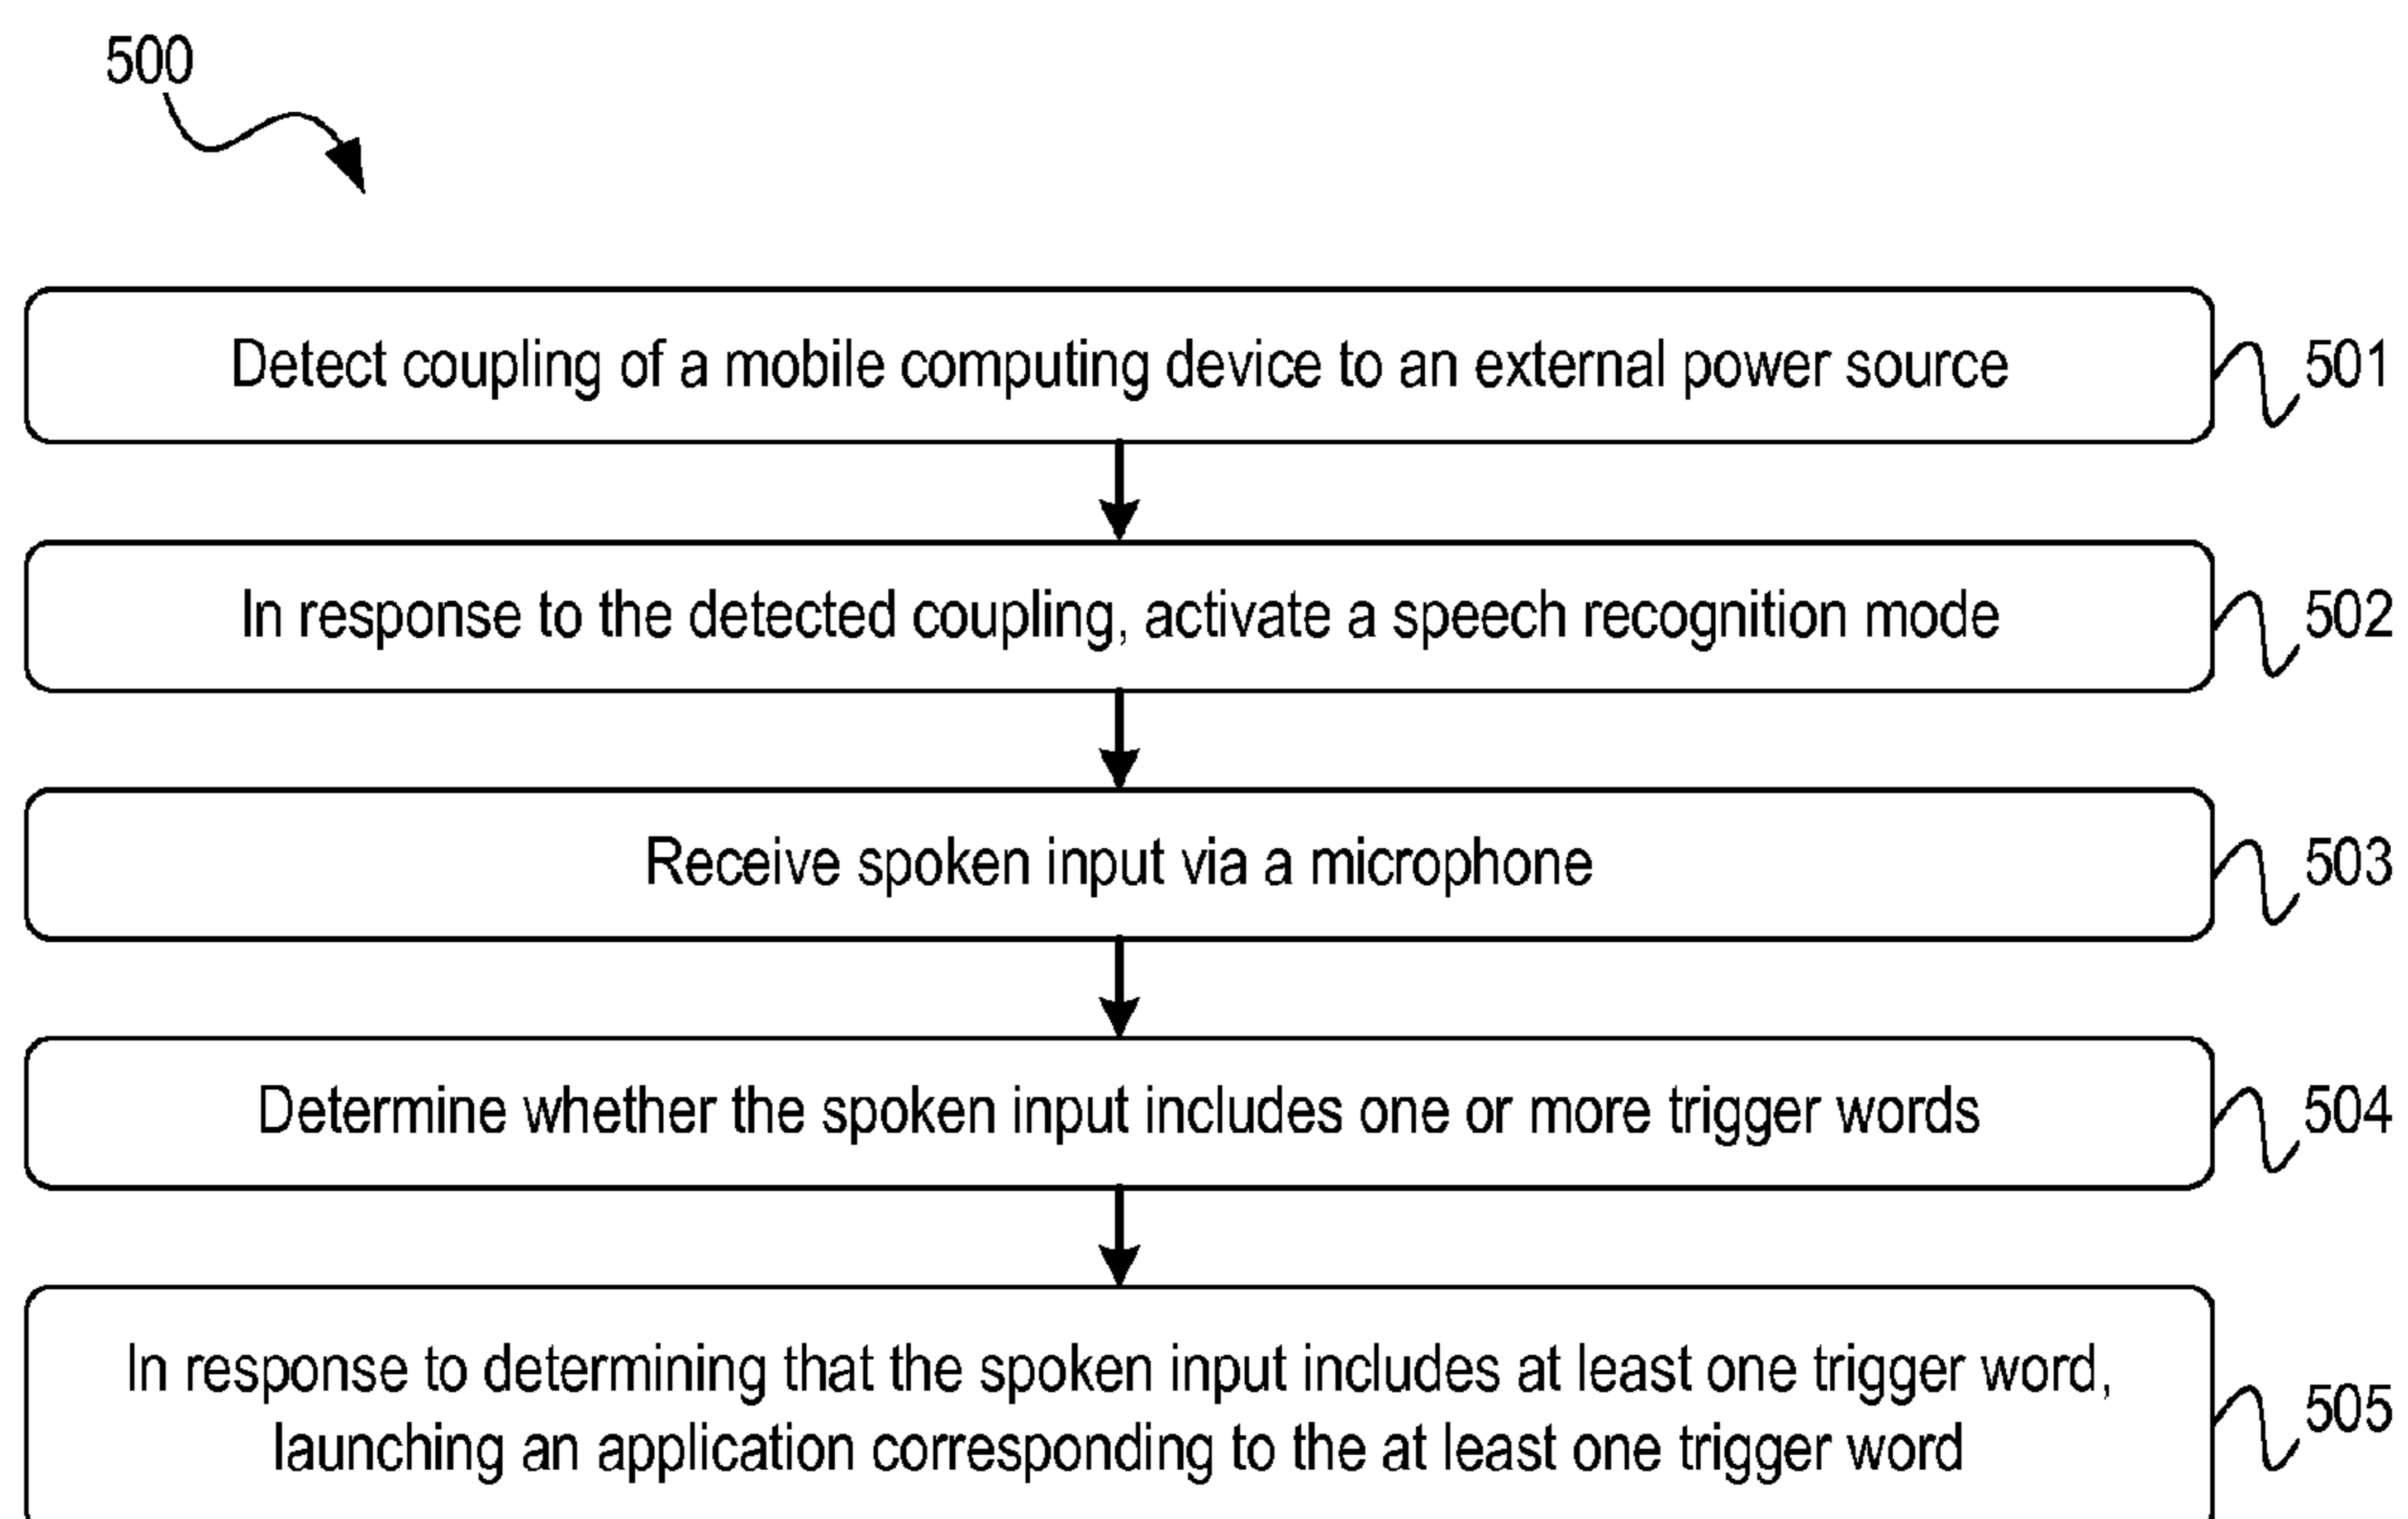 500
Detect coupling of a mobile computing device to an external power source
501
In response to the detected coupling, activate a speech recognition mode
502
Receive spoken input via a microphone
503
Determine whether the spoken input includes one or more trigger words
504
In response to determining that the spoken input includes at least one trigger word,
launching an application corresponding to the at least one trigger word
505